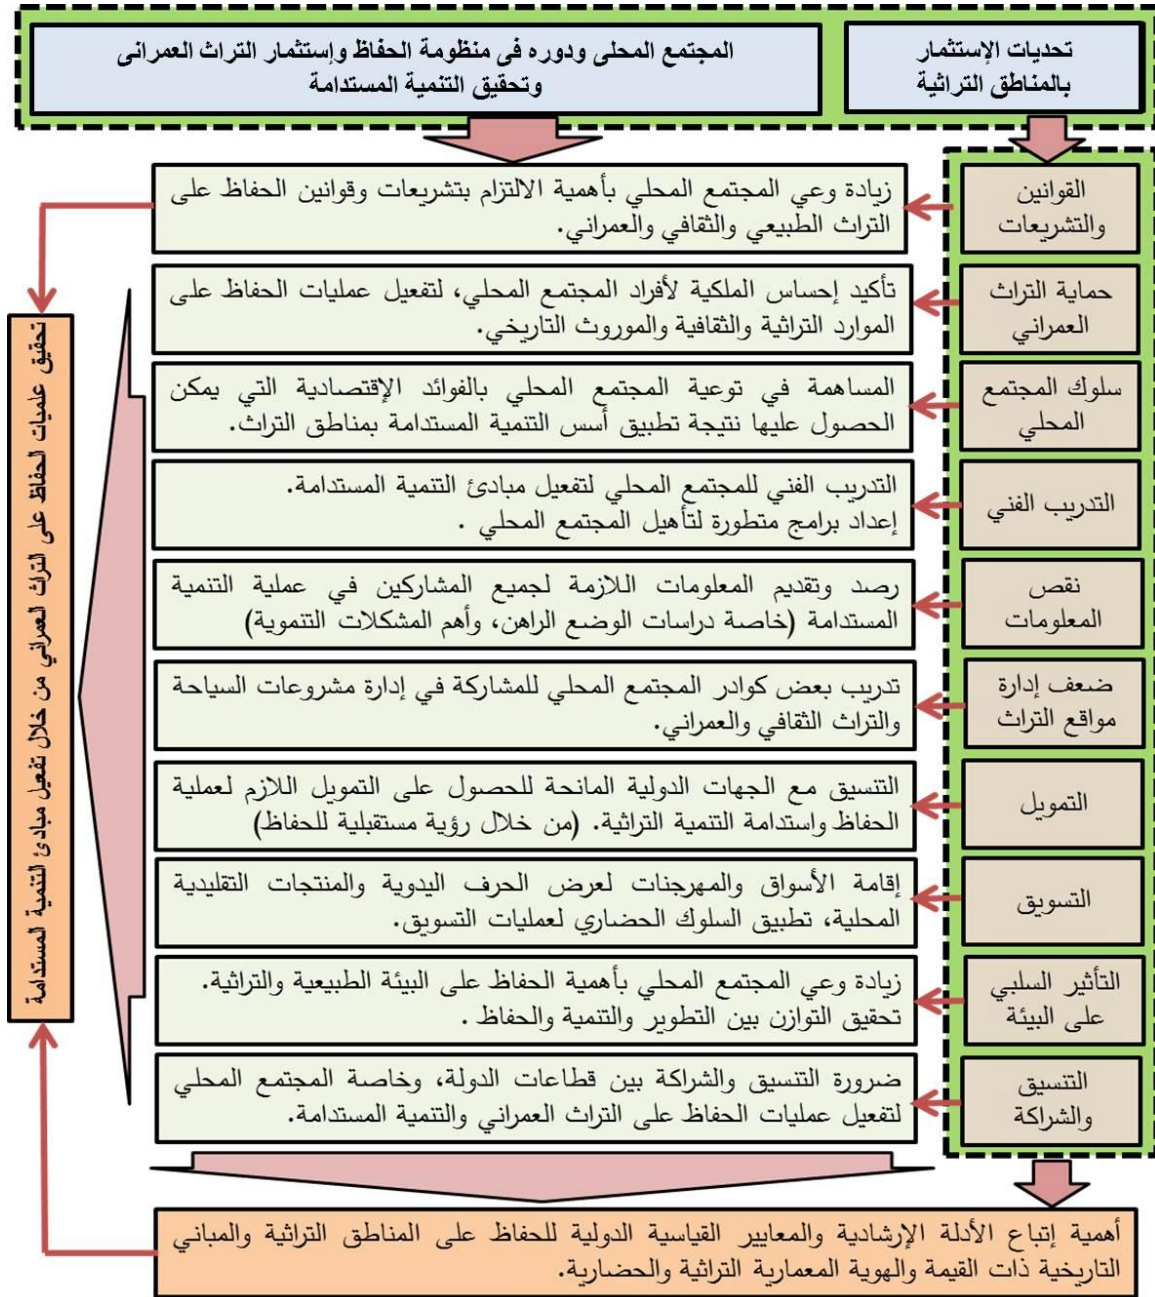 تحديات الإستثمار
بالمناطق التراثية
المجتمع المحلى ودوره فى منظومة الحفاظ وإستثمار التراث العمرانى
وتحقيق التنمية المستدامة
القوانين
والتشريعات
زيادة وعي المجتمع المحلي بأهمية الالتزام بتشريعات وقوانين الحفاظ على
التراث الطبيعي والثقافي والعمراني.
حماية التراث
العمراني
تأكيد إحساس الملكية لأفراد المجتمع المحلي، لتفعيل عمليات الحفاظ على
الموارد التراثية والثقافية والموروث التاريخي.
سلوك المجتمع
المحلي
المساهمة في توعية المجتمع المحلي بالفوائد الإقتصادية التي يمكن
الحصول عليها نتيجة تطبيق أسس التنمية المستدامة بمناطق التراث.
التدريب الفني
التدريب الفني للمجتمع المحلي لتفعيل مبادئ التنمية المستدامة.
إعداد برامج متطورة لتأهيل المجتمع المحلي .
نقص
المعلومات
رصد وتقديم المعلومات اللازمة لجميع المشاركين في عملية التنمية
المستدامة (خاصة دراسات الوضع الراهن، وأهم المشكلات التنموية)
ضعف إدارة
مواقع التراث
تدريب بعض كوادر المجتمع المحلي للمشاركة في إدارة مشروعات السياحة
والتراث الثقافي والعمراني.
التمويل
التنسيق مع الجهات الدولية المانحة للحصول على التمويل اللازم لعملية
الحفاظ واستدامة التنمية التراثية. (من خلال رؤية مستقبلية للحفاظ)
التسويق
إقامة الأسواق والمهرجنات لعرض الحرف اليدوية والمنتجات التقليدية
المحلية، تطبيق السلوك الحضاري لعمليات التسويق.
التأثير السلبي
على البيئة
زيادة وعي المجتمع المحلي بأهمية الحفاظ على البيئة الطبيعية والتراثية.
تحقيق التوازن بين التطوير والتنمية والحفاظ .
التنسيق
والشراكة
ضرورة التنسيق والشراكة بين قطاعات الدولة، وخاصة المجتمع المحلي
لتفعيل عمليات الحفاظ على التراث العمراني والتنمية المستدامة.
تحقيق علميات الحفاظ على التراث العمراني من خلال تفعيل مبادئ التنمية المستدامة
أهمية إتباع الأدلة الإرشادية والمعايير القياسية الدولية للحفاظ على المناطق التراثية والمباني
التاريخية ذات القيمة والهوية المعمارية التراثية والحضارية.